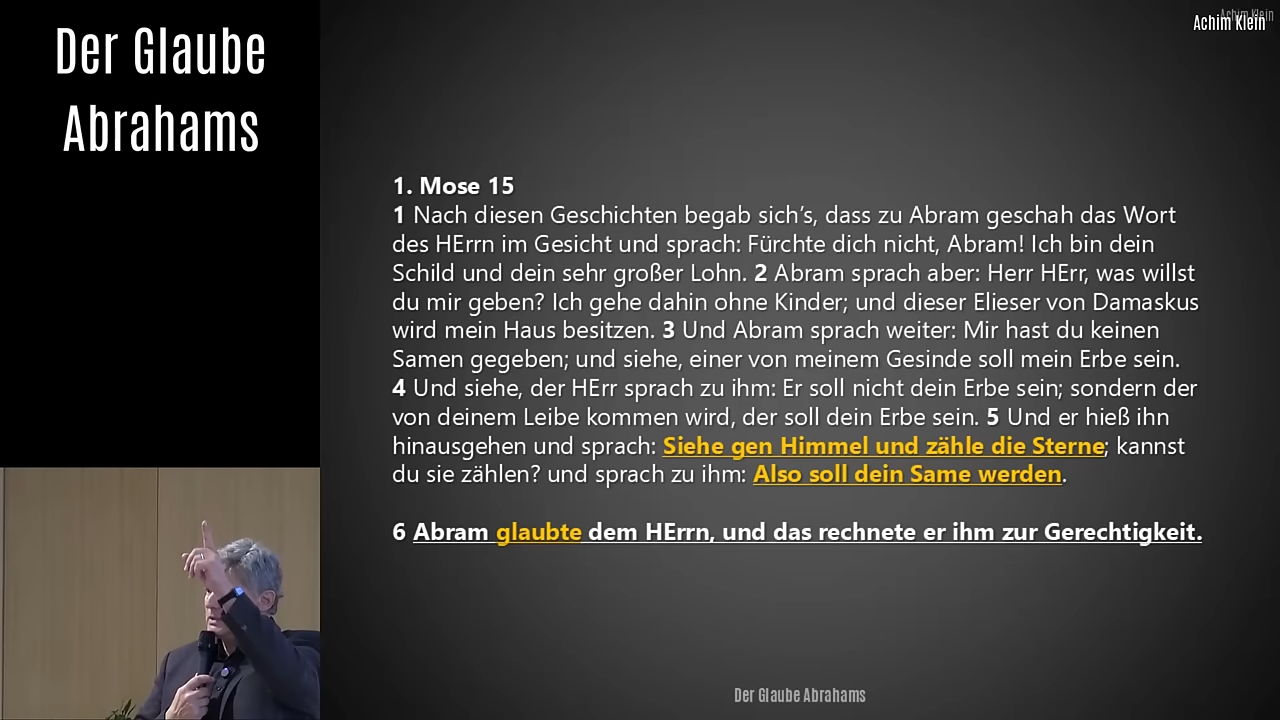 Der Glaube
Abrahams
Achim Klein
Achim Klein
1. Mose 15
1 Nach diesen Geschichten begab sich’s, dass zu Abram geschah das Wort
des HErrn im Gesicht und sprach: Fürchte dich nicht, Abram! Ich bin dein
Schild und dein sehr großer Lohn. 2 Abram sprach aber: Herr HErr, was willst
du mir geben? Ich gehe dahin ohne Kinder; und dieser Elieser von Damaskus
wird mein Haus besitzen. 3 Und Abram sprach weiter: Mir hast du keinen
Samen gegeben; und siehe, einer von meinem Gesinde soll mein Erbe sein.
4 Und siehe, der HErr sprach zu ihm: Er soll nicht dein Erbe sein; sondern der
von deinem Leibe kommen wird, der soll dein Erbe sein. 5 Und er hieß ihn
hinausgehen und sprach: Siehe gen Himmel und zähle die Sterne; kannst
du sie zählen? und sprach zu ihm: Also soll dein Same werden.
6 Abram glaubte dem HErrn, und das rechnete er ihm zur Gerechtigkeit.
Der Glaube Abrahams